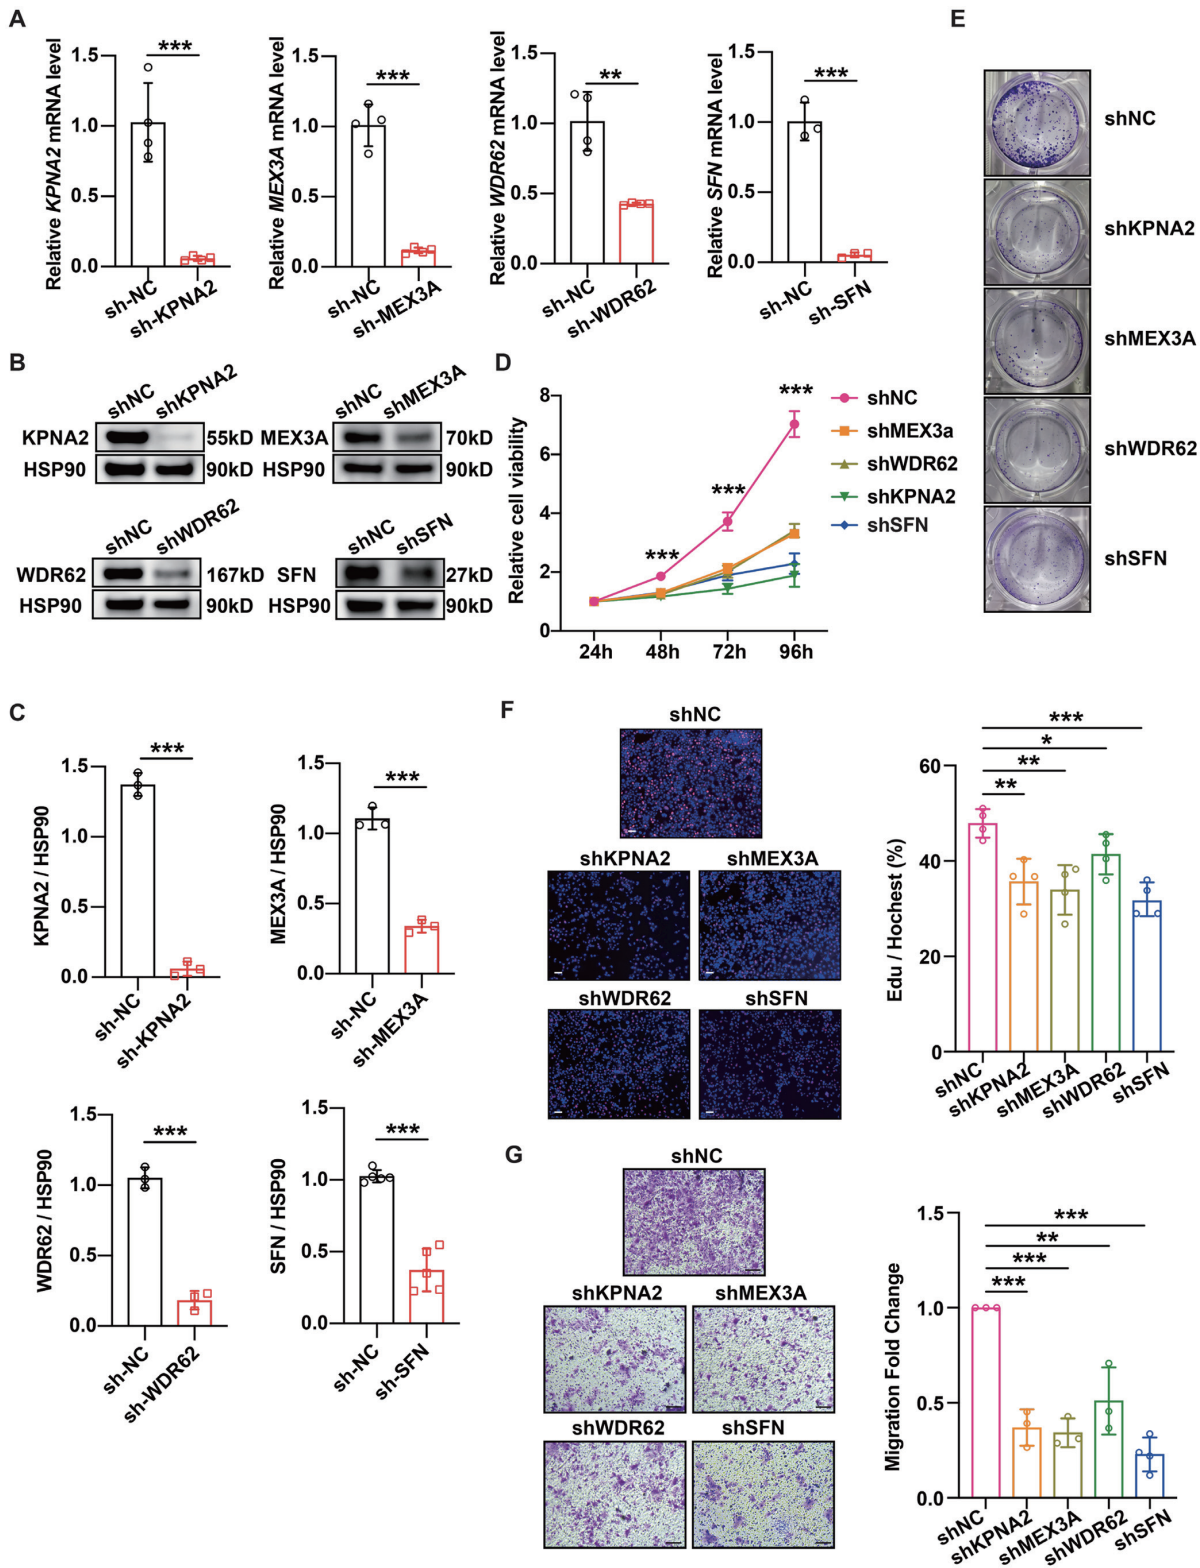 A
Relative KPNA2 mRNA level
1.5
1.0
0.5
0.0
***
sh-NC
sh-KPNA2
Relative MEX3A mRNA level
1.5
1.0
0.5
0.0
***
sh-NC
sh-MEX3A
Relative WDR62 mRNA level
1.5
1.0
0.5
0.0
**
sh-NC
sh-WDR62
Relative SFN mRNA level
1.5
1.0
0.5
0.0
***
sh-NC
sh-SFN
B
shNC shKPNA2
KPNA2 55kD
HSP90 90kD
shNC shMEX3A
MEX3A 70kD
HSP90 90kD
shNC shWDR62
WDR62 167kD
HSP90 90kD
shNC shSFN
SFN 27kD
HSP90 90kD
C
KPNA2 / HSP90
1.5
1.0
0.5
0.0
***
sh-NC
sh-KPNA2
MEX3A / HSP90
1.5
1.0
0.5
0.0
***
sh-NC
sh-MEX3A
WDR62 / HSP90
1.5
1.0
0.5
0.0
***
sh-NC
sh-WDR62
SFN / HSP90
1.5
1.0
0.5
0.0
***
sh-NC
sh-SFN
D
Relative cell viability
8
6
4
2
0
24h 48h 72h 96h
***
***
***
shNC
shMEX3a
shWDR62
shKPNA2
shSFN
E
shNC
shKPNA2
shMEX3A
shWDR62
shSFN
F
shNC
shKPNA2 shMEX3A
shWDR62 shSFN
Edu / Hochest (%)
60
40
20
0
***
*
**
**
shNC
shKPNA2
shMEX3A
shWDR62
shSFN
G
shNC
shKPNA2 shMEX3A
shWDR62 shSFN
Migration Fold Change
1.5
1.0
0.5
0.0
***
**
***
***
shNC
shKPNA2
shMEX3A
shWDR62
shSFN